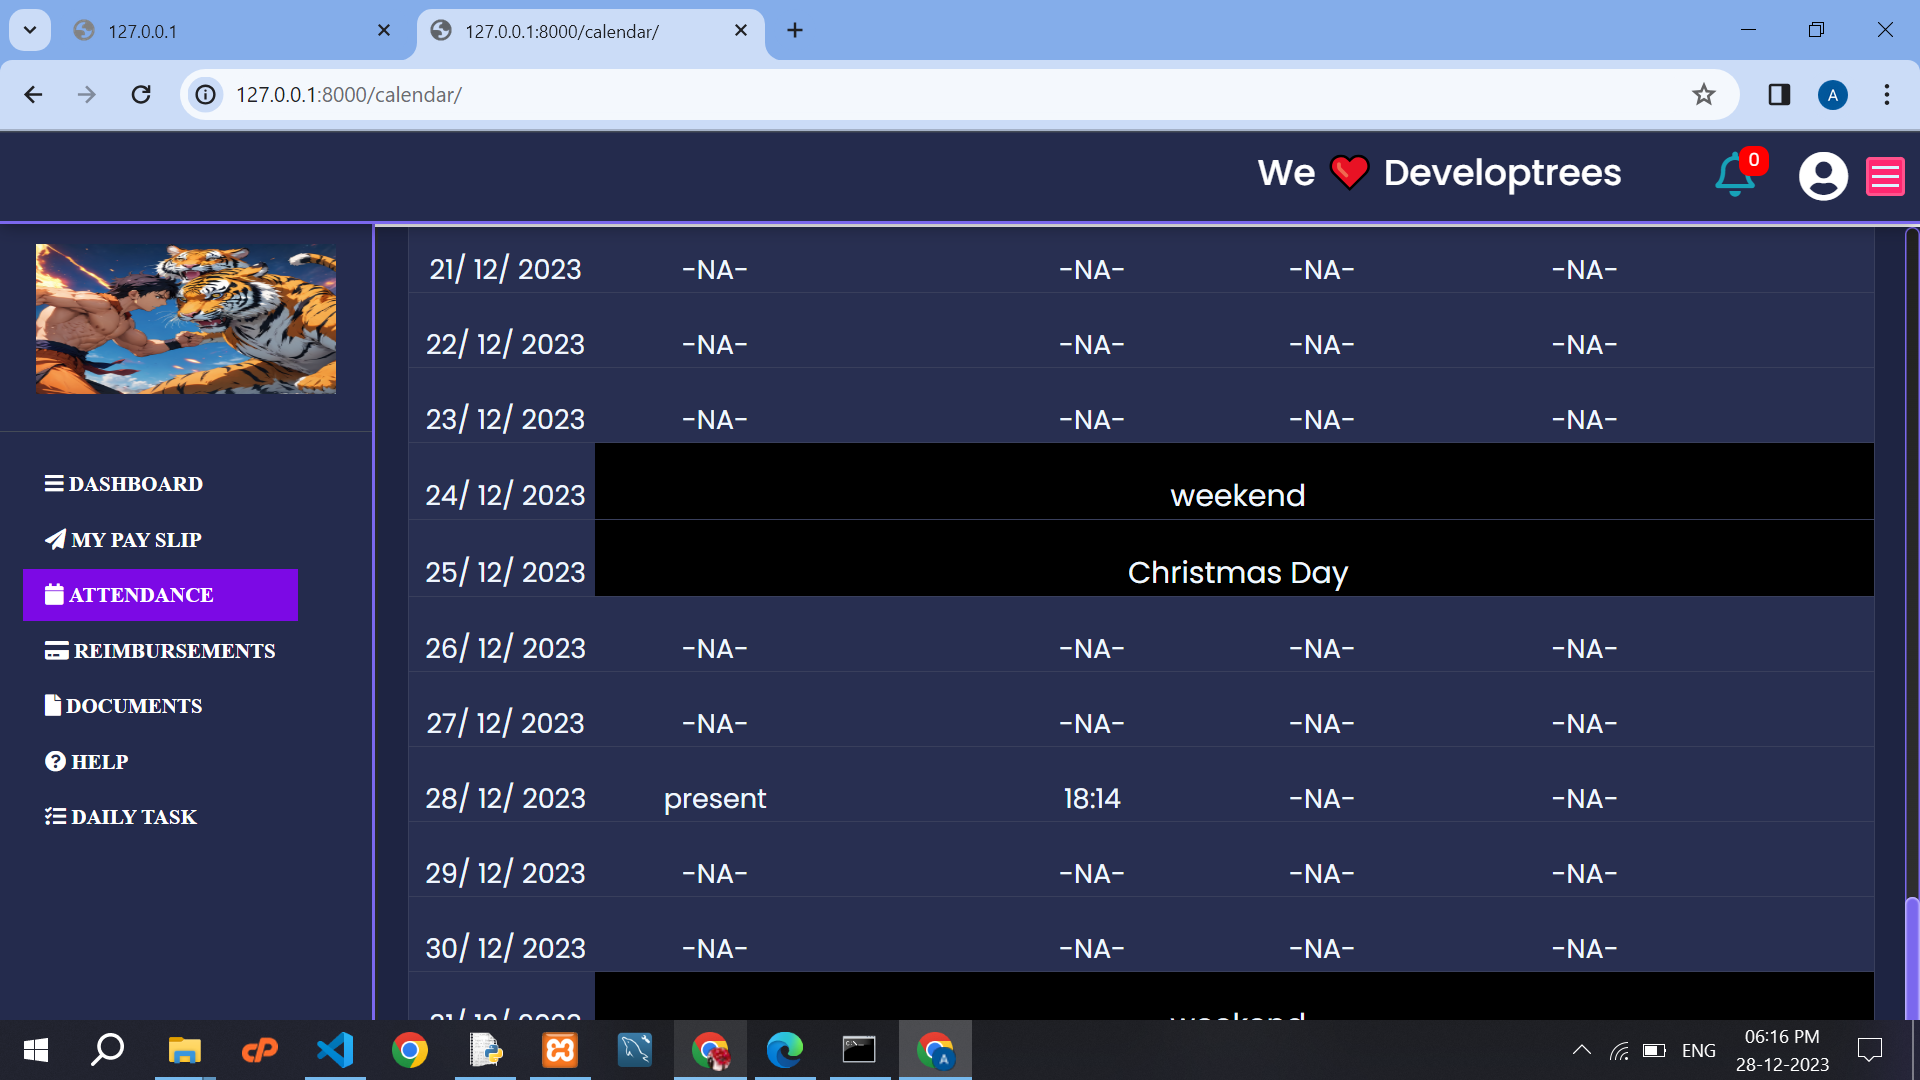 127.0.0.1
127.0.0.1:8000/calendar/
127.0.0.1:8000/calendar/
A
We ❤️ Developtrees
0
21/ 12/ 2023 -NA- -NA- -NA- -NA-
22/ 12/ 2023 -NA- -NA- -NA- -NA-
23/ 12/ 2023 -NA- -NA- -NA- -NA-
24/ 12/ 2023 weekend
25/ 12/ 2023 Christmas Day
26/ 12/ 2023 -NA- -NA- -NA- -NA-
27/ 12/ 2023 -NA- -NA- -NA- -NA-
28/ 12/ 2023 present 18:14 -NA- -NA-
29/ 12/ 2023 -NA- -NA- -NA- -NA-
30/ 12/ 2023 -NA- -NA- -NA- -NA-
31/ 12/ 2023 weekend
DASHBOARD
MY PAY SLIP
ATTENDANCE
REIMBURSEMENTS
DOCUMENTS
HELP
DAILY TASK
ENG
06:16 PM
28-12-2023